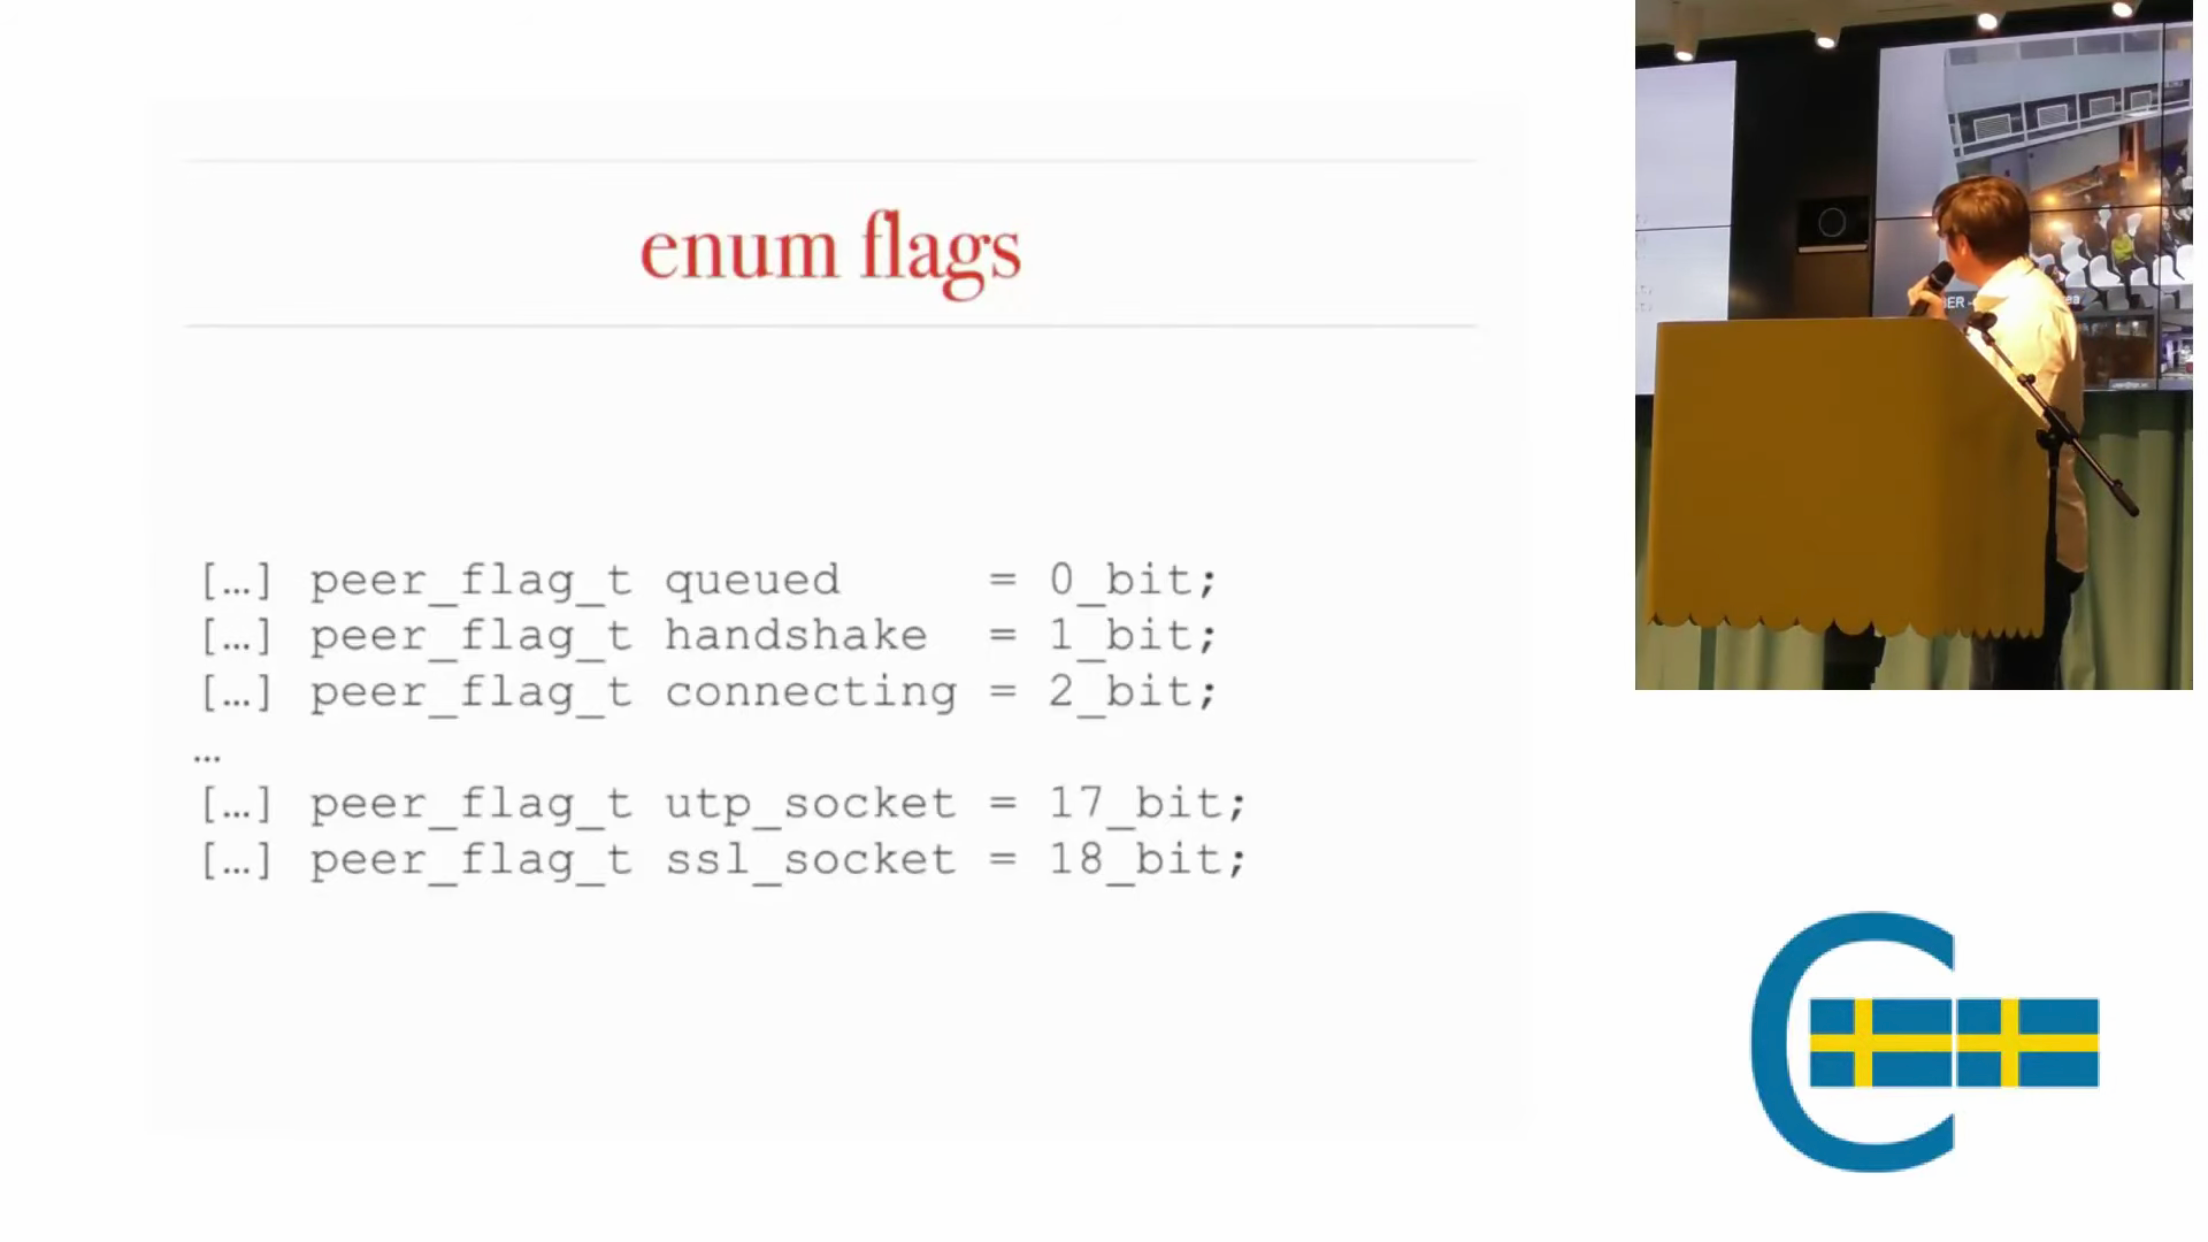 enum flags
[…] peer_flag_t queued     = 0_bit;
[…] peer_flag_t handshake  = 1_bit;
[…] peer_flag_t connecting = 2_bit;
…
[…] peer_flag_t utp_socket = 17_bit;
[…] peer_flag_t ssl_socket = 18_bit;
C